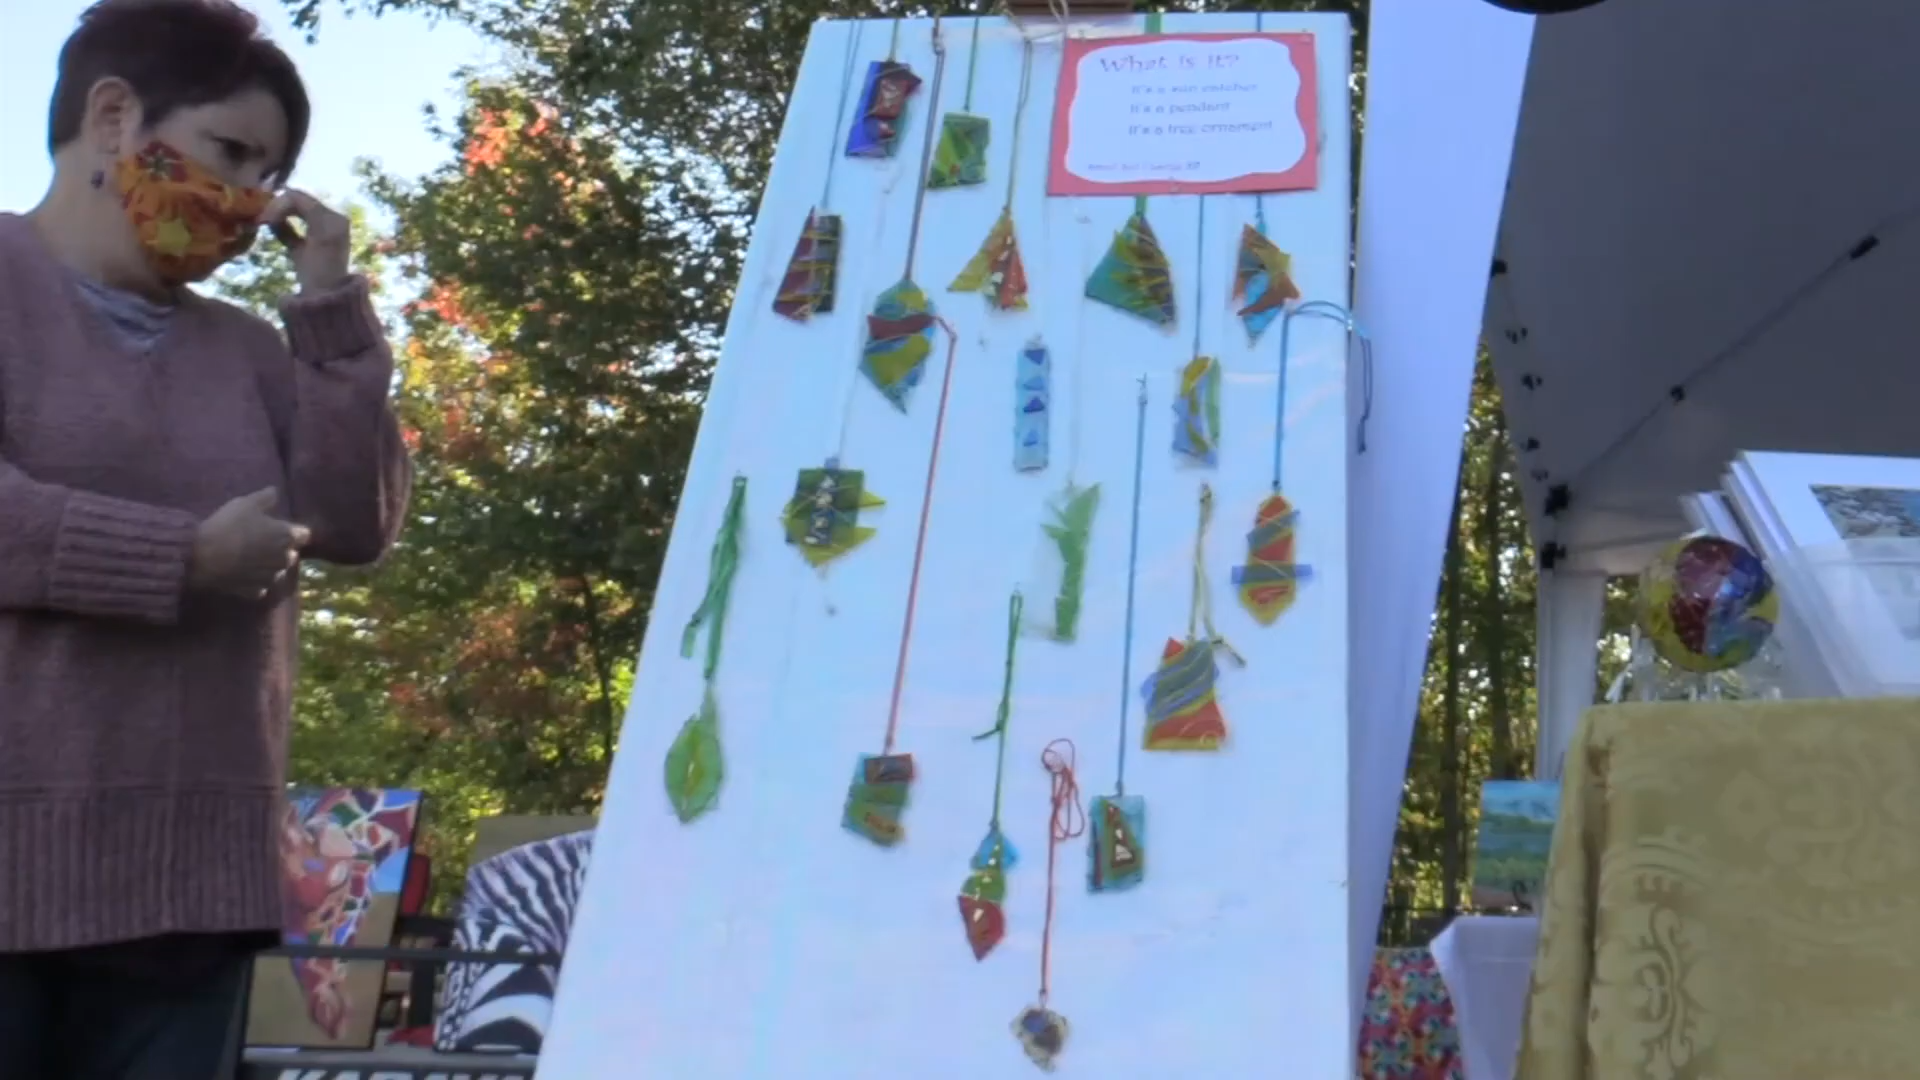 What is it?
It's a sun catcher
It's a pendant
It's a tree ornament